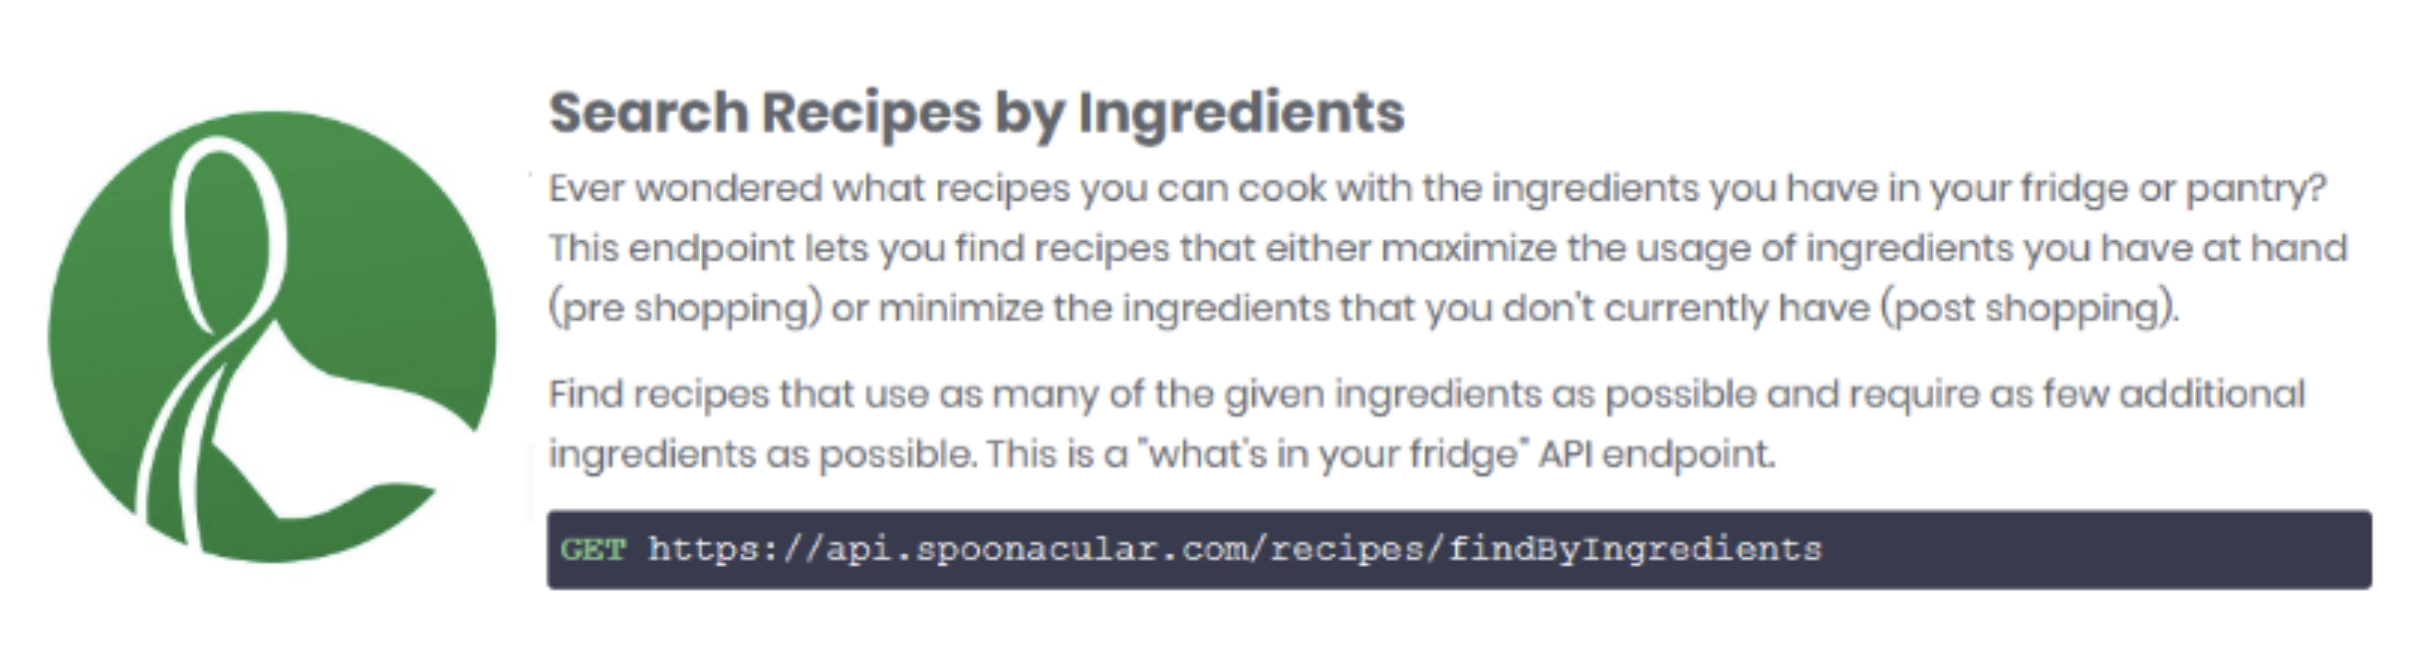 Search Recipes by Ingredients
Ever wondered what recipes you can cook with the ingredients you have in your fridge or pantry?
This endpoint lets you find recipes that either maximize the usage of ingredients you have at hand
(pre shopping) or minimize the ingredients that you don't currently have (post shopping).
Find recipes that use as many of the given ingredients as possible and require as few additional
ingredients as possible. This is a "what's in your fridge" API endpoint.
GET https://api.spoonacular.com/recipes/findByIngredients